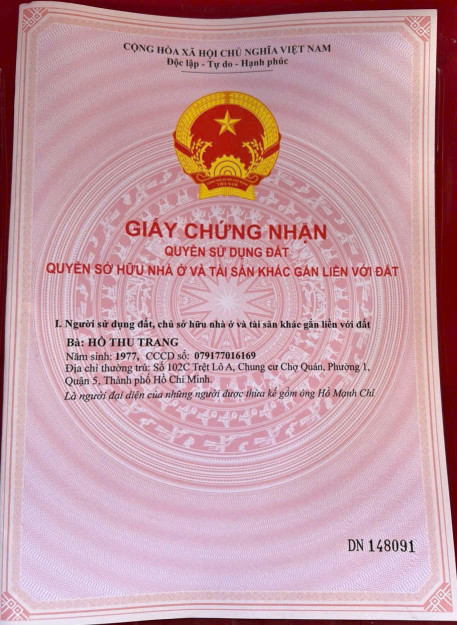 CỘNG HÒA XÃ HỘI CHỦ NGHĨA VIỆT NAM
Độc lập - Tự do - Hạnh phúc
GIẤY CHỨNG NHẬN
QUYỀN SỬ DỤNG ĐẤT
QUYỀN SỞ HỮU NHÀ Ở VÀ TÀI SẢN KHÁC GẮN LIỀN VỚI ĐẤT
I. Người sử dụng đất, chủ sở hữu nhà ở và tài sản khác gắn liền với đất
Bà: HỒ THU TRANG
Năm sinh: 1977, CCCD số: 079177016169
Địa chỉ thường trú: Số 102C Trệt Lô A, Chung cư Chợ Quán, Phường 1,
Quận 5, Thành phố Hồ Chí Minh.
Là người đại diện của những người được thừa kế gồm ông Hồ Mạnh Chí
DN 148091